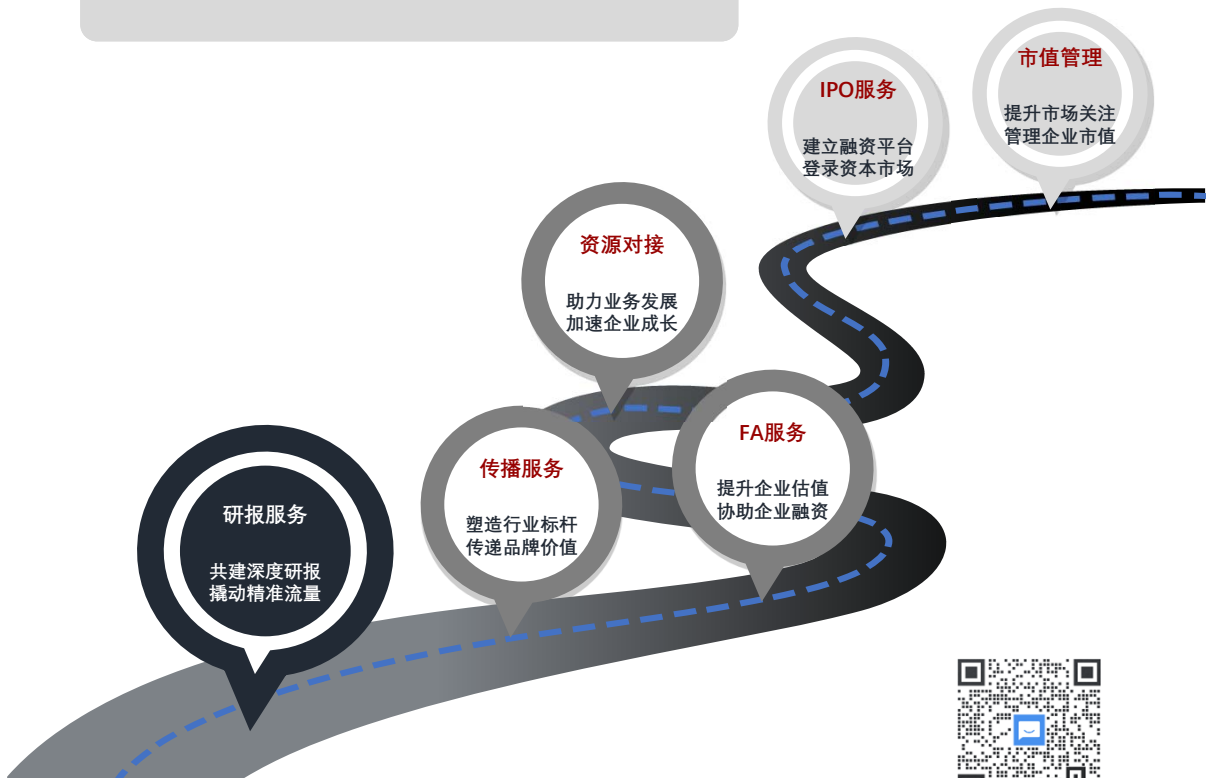 市值管理
提升市场关注
管理企业市值
IPO服务
建立融资平台
登录资本市场
资源对接
助力业务发展
加速企业成长
FA服务
提升企业估值
协助企业融资
传播服务
塑造行业标杆
传递品牌价值
研报服务
共建深度研报
撬动精准流量